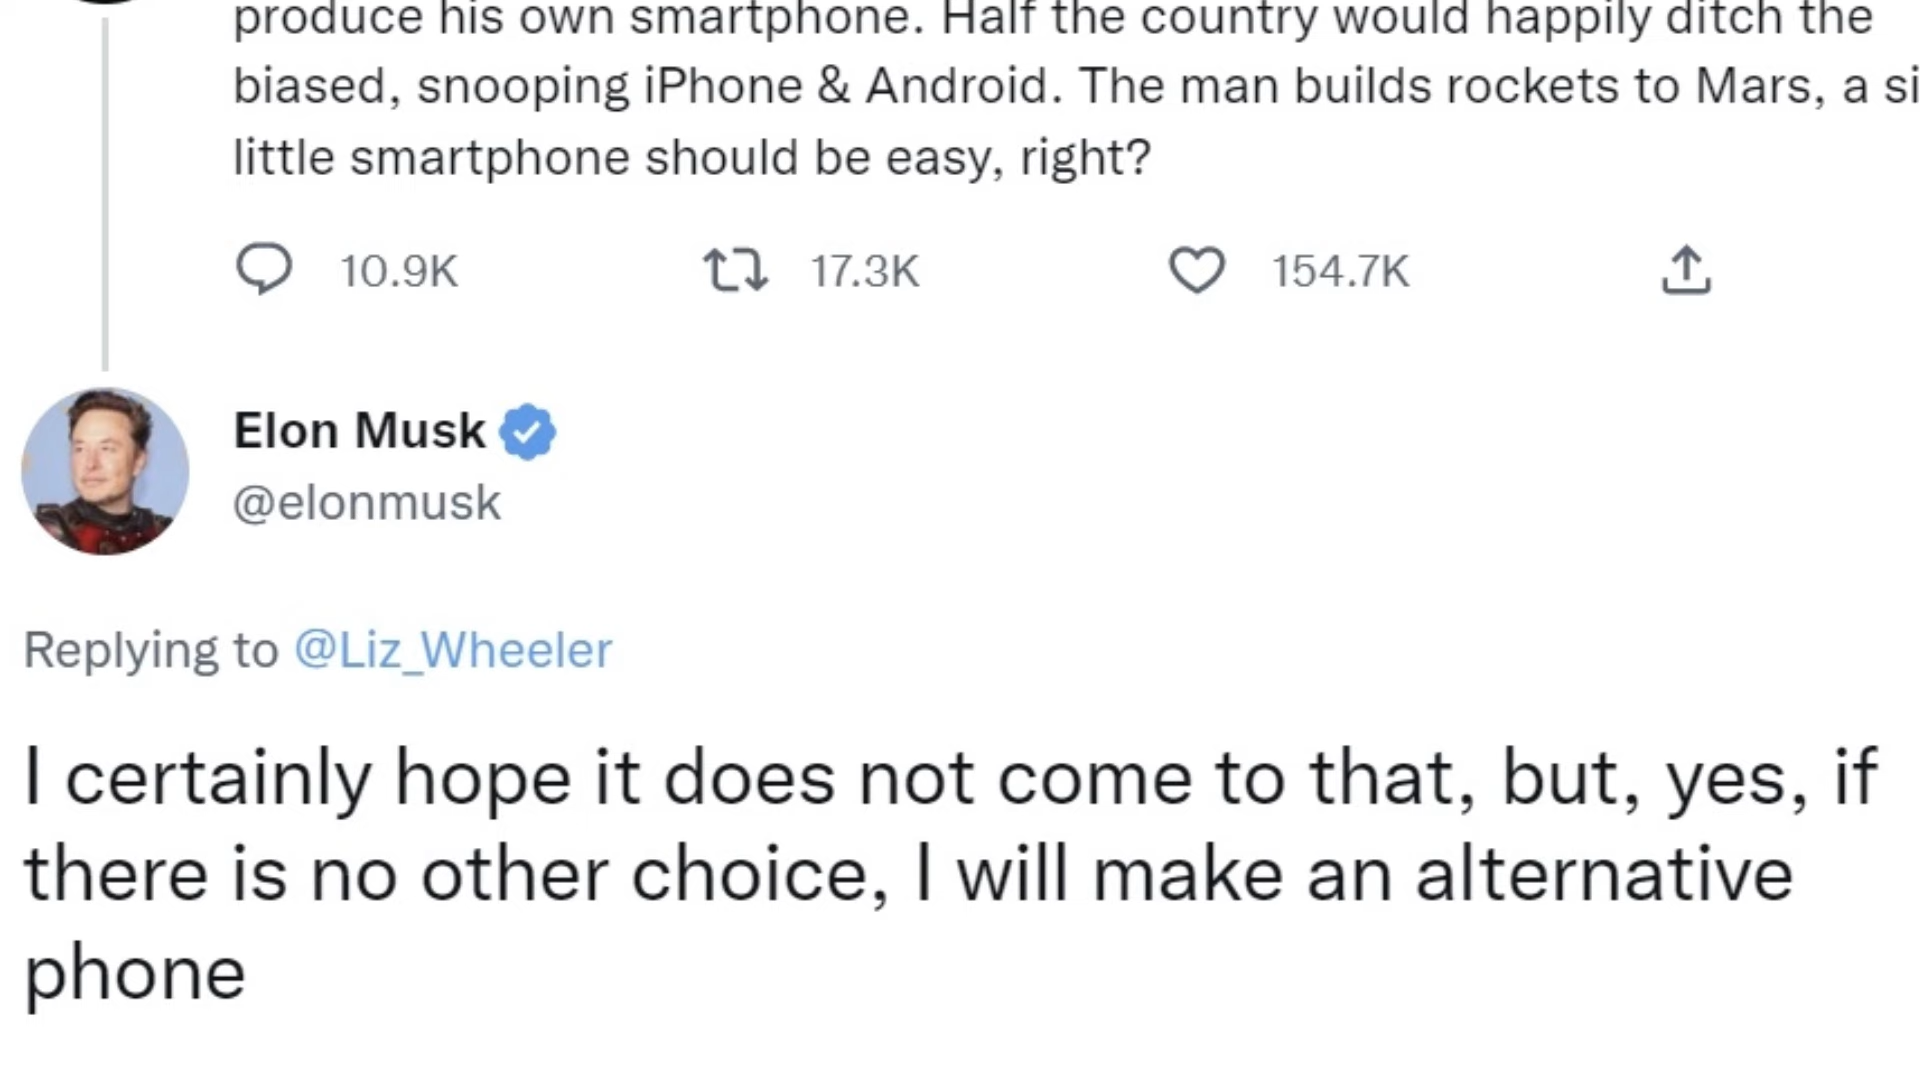 produce his own smartphone. Half the country would happily ditch the
biased, snooping iPhone & Android. The man builds rockets to Mars, a
little smartphone should be easy, right?
10.9K 17.3K 154.7K
Elon Musk
@elonmusk
Replying to @Liz_Wheeler
I certainly hope it does not come to that, but, yes, if
there is no other choice, I will make an alternative
phone